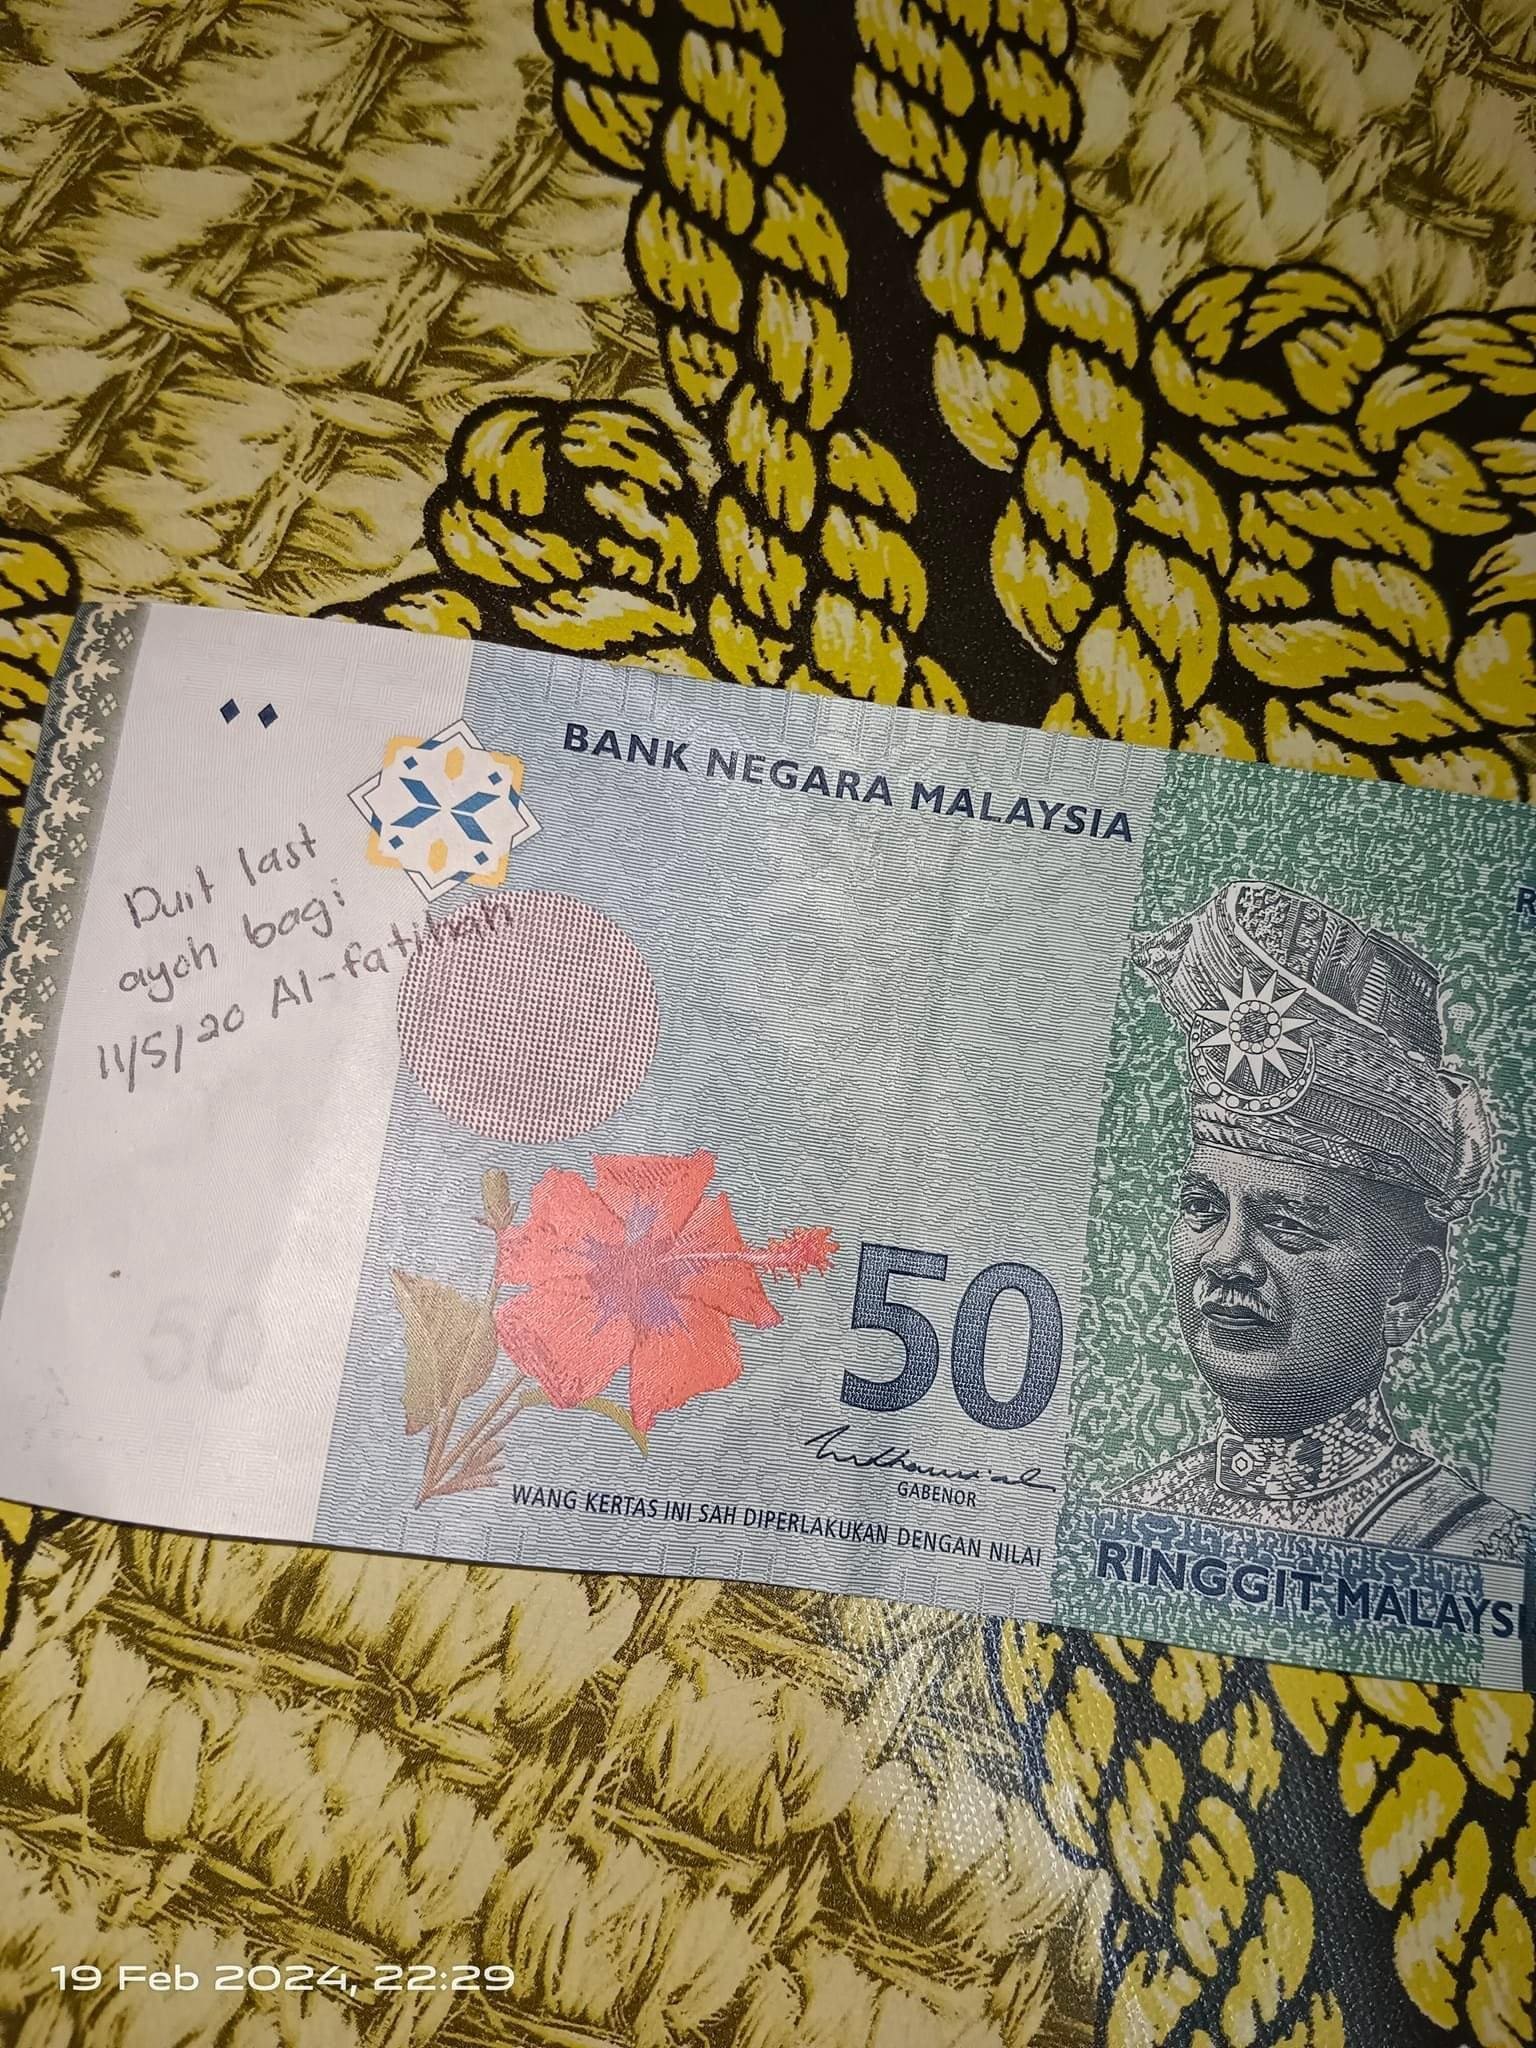 BANK NEGARA MALAYSIA
Duit last
ayoh bagi
11/5/20 Al-fatihah
50
50
GABENOR
WANG KERTAS INI SAH DIPERLAKUKAN DENGAN NILAI
RINGGIT MALAYS
19 Feb 2024, 22:29